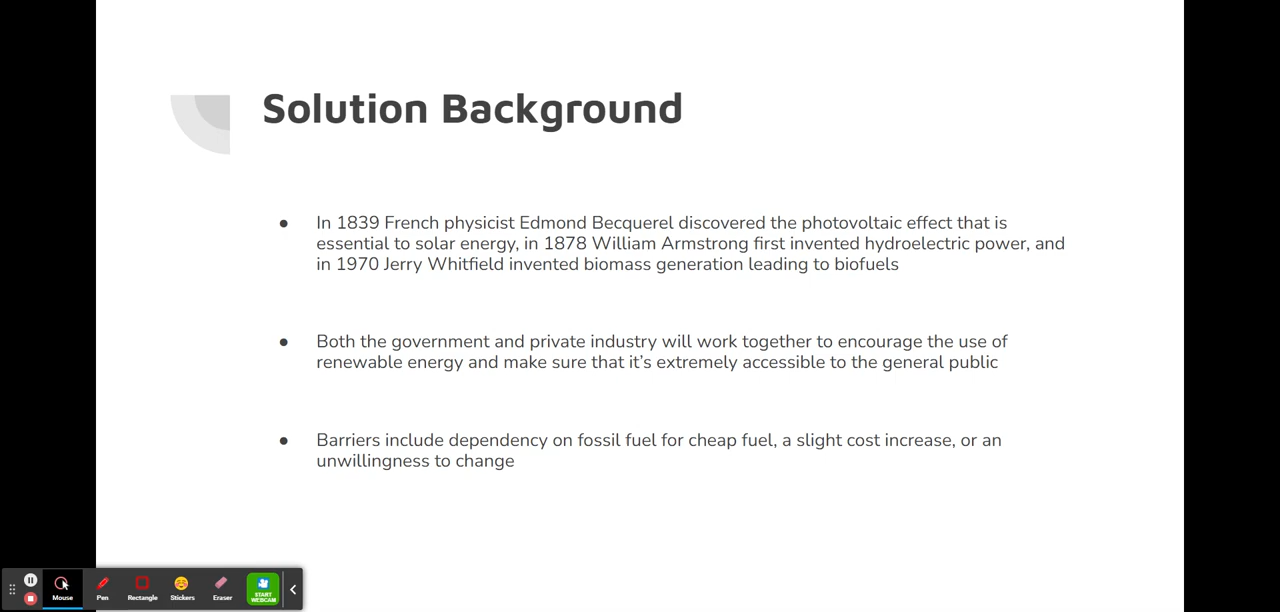 Solution Background
● In 1839 French physicist Edmond Becquerel discovered the photovoltaic effect that is
essential to solar energy, in 1878 William Armstrong first invented hydroelectric power, and
in 1970 Jerry Whitfield invented biomass generation leading to biofuels
● Both the government and private industry will work together to encourage the use of
renewable energy and make sure that it’s extremely accessible to the general public
● Barriers include dependency on fossil fuel for cheap fuel, a slight cost increase, or an
unwillingness to change
Mouse Pen Rectangle Stickers Eraser START
WEBCAM